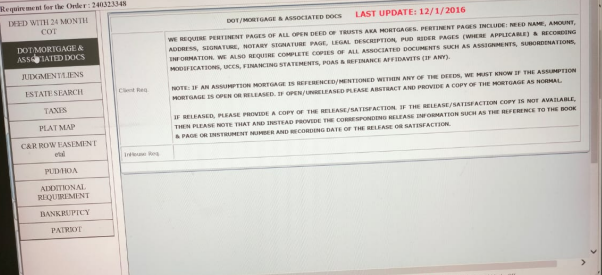 Requirement for the Order : 240323348
DEED WITH 24 MONTH
COT
DOT/MORTGAGE &
ASSOCIATED DOCS
JUDGMENT/LIENS
ESTATE SEARCH
TAXES
PLAT MAP
C&R ROW EASEMENT
etal
PUD/HOA
ADDITIONAL
REQUIREMENT
BANKRUPTCY
PATRIOT
DOT/MORTGAGE & ASSOCIATED DOCS LAST UPDATE: 12/1/2016
Client Req.
WE REQUIRE PERTINENT PAGES OF ALL OPEN DEED OF TRUSTS AKA MORTGAGES. PERTINENT PAGES INCLUDE: NEED NAME, AMOUNT,
ADDRESS, SIGNATURE, NOTARY SIGNATURE PAGE, LEGAL DESCRIPTION, PUD RIDER PAGES (WHERE APPLICABLE) & RECORDING
INFORMATION. WE ALSO REQUIRE COMPLETE COPIES OF ALL ASSOCIATED DOCUMENTS SUCH AS ASSIGNMENTS, SUBORDINATIONS,
MODIFICATIONS, UCCS, FINANCING STATEMENTS, POAS & REFINANCE AFFIDAVITS (IF ANY).
NOTE: IF AN ASSUMPTION MORTGAGE IS REFERENCED/MENTIONED WITHIN ANY OF THE DEEDS, WE MUST KNOW IF THE ASSUMPTION
MORTGAGE IS OPEN OR RELEASED. IF OPEN/UNRELEASED PLEASE ABSTRACT AND PROVIDE A COPY OF THE MORTGAGE AS NORMAL.
IF RELEASED, PLEASE PROVIDE A COPY OF THE RELEASE/SATISFACTION. IF THE RELEASE/SATISFACTION COPY IS NOT AVAILABLE,
THEN PLEASE NOTE THAT AND INSTEAD PROVIDE THE CORRESPONDING RELEASE INFORMATION SUCH AS THE REFERENCE TO THE BOOK
& PAGE OR INSTRUMENT NUMBER AND RECORDING DATE OF THE RELEASE OR SATISFACTION.
InHouse Req.